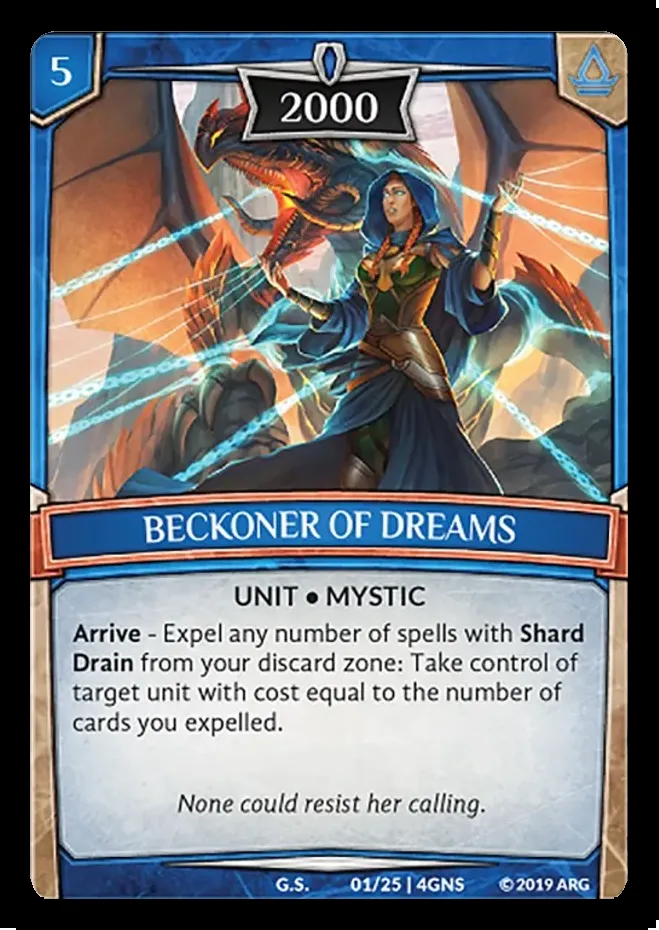 5
2000
BECKONER OF DREAMS
UNIT • MYSTIC
Arrive - Expel any number of spells with Shard
Drain from your discard zone: Take control of
target unit with cost equal to the number of
cards you expelled.
None could resist her calling.
G.S. 01/25 | 4GNS © 2019 ARG